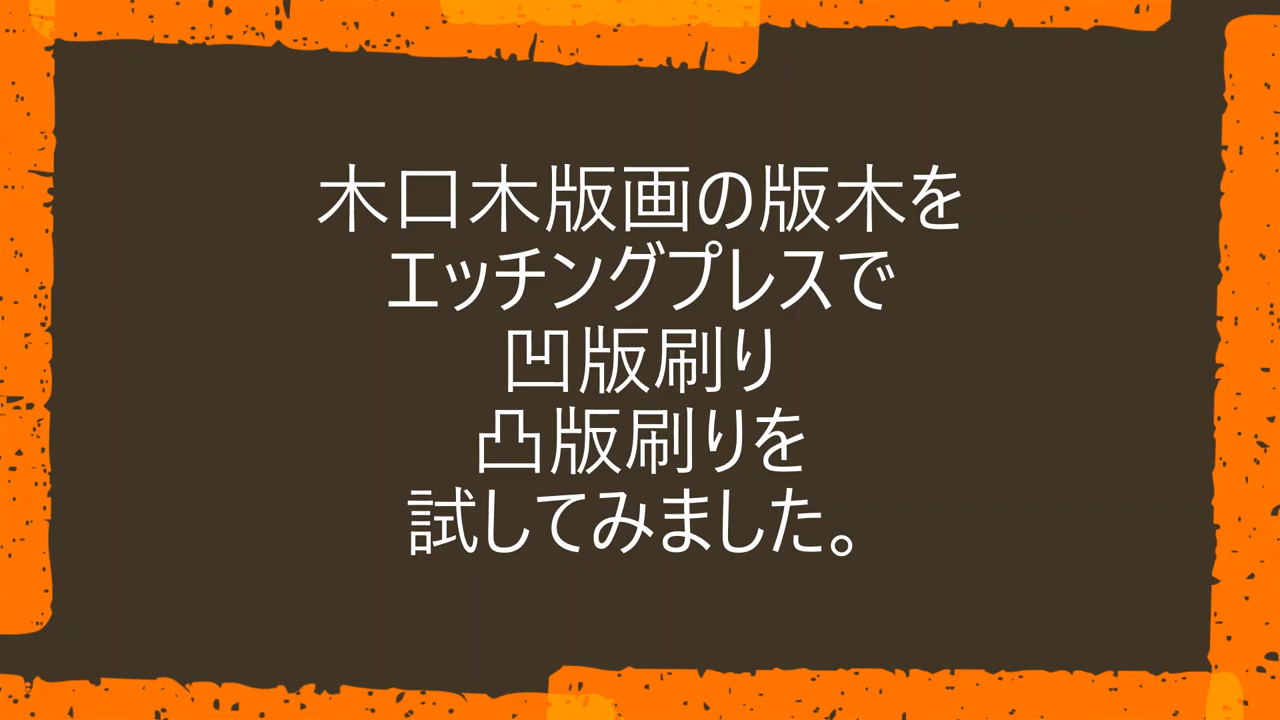 木口木版画の版木を
エッチングプレスで
凹版刷り
凸版刷りを
試してみました。